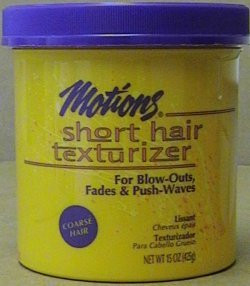 Motions®
short hair
texturizer
For Blow-Outs,
Fades & Push-Waves
COARSE
HAIR
Lissant
Cheveux épais
Texturizador
Para Cabello Grueso
NET WT 15 OZ (425g)